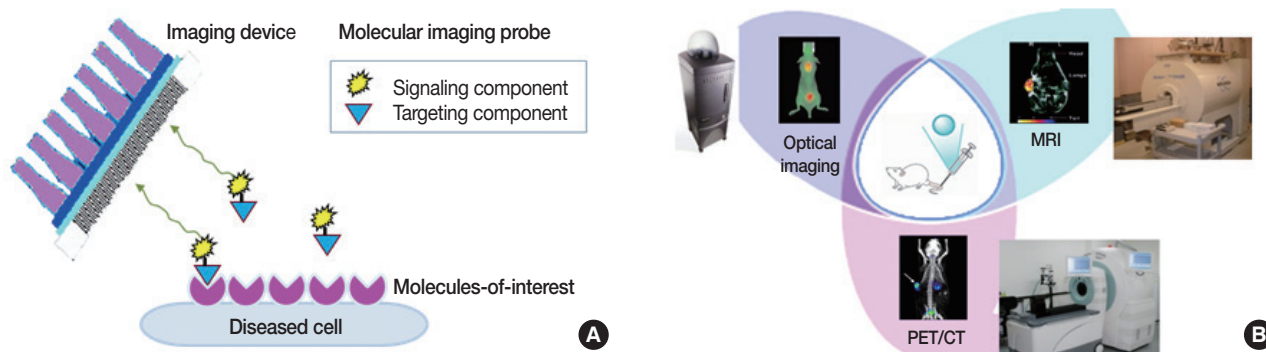 Imaging device
Molecular imaging probe
Signaling component
Targeting component
Molecules-of-interest
Diseased cell
A
Optical
imaging
MRI
PET/CT
B